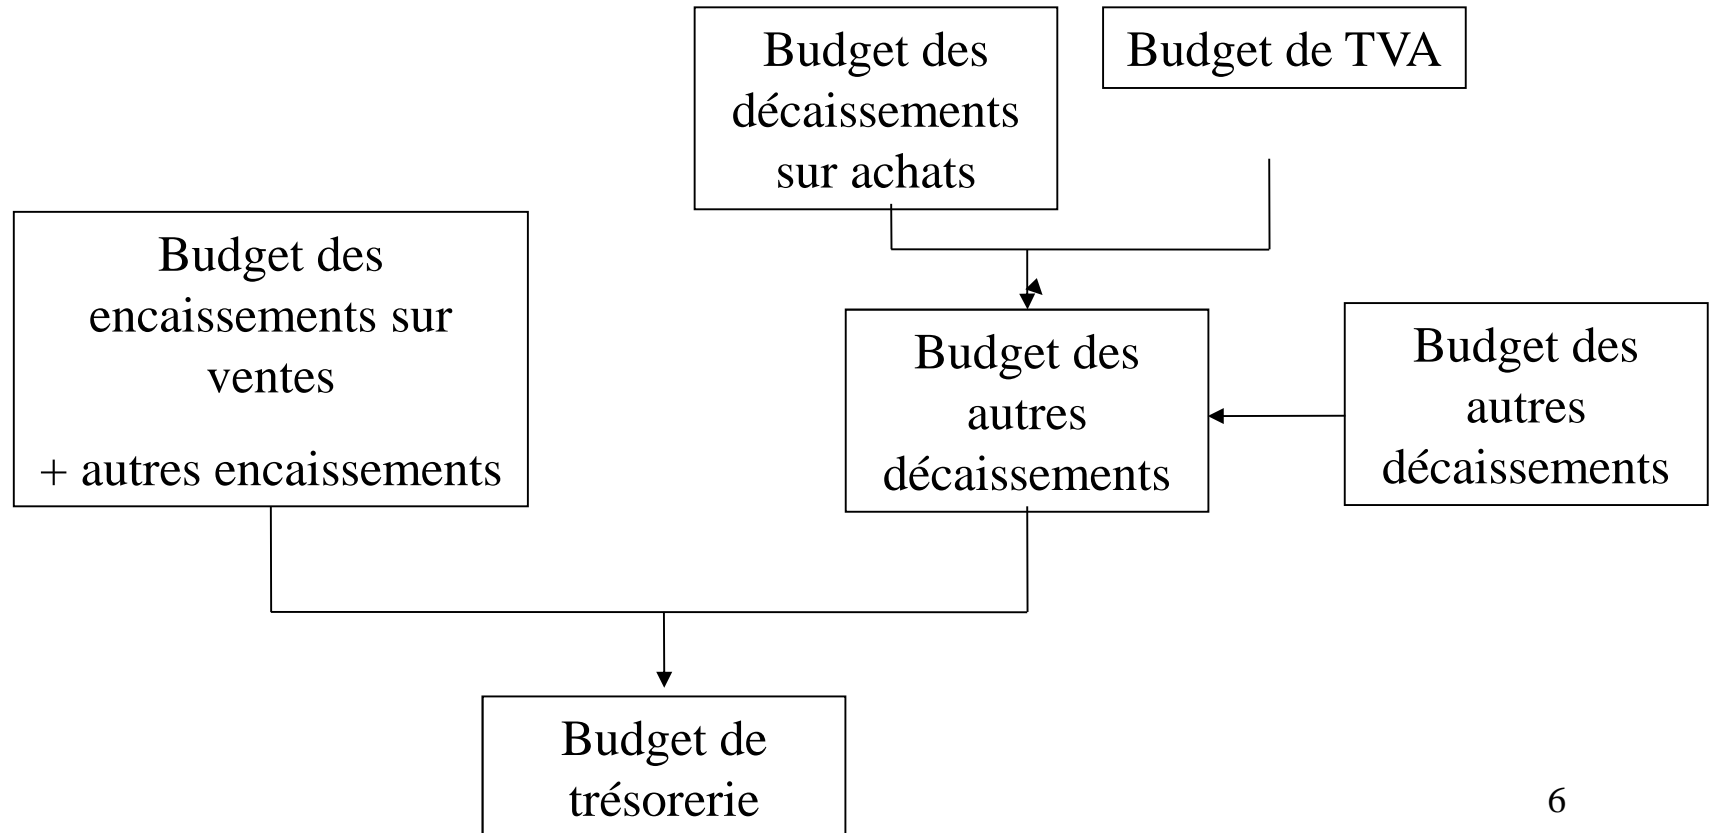 Budget des
décaissements
sur achats
Budget de TVA
Budget des
encaissements sur
ventes
+ autres encaissements
Budget des
autres
décaissements
Budget des
autres
décaissements
Budget de
trésorerie
6